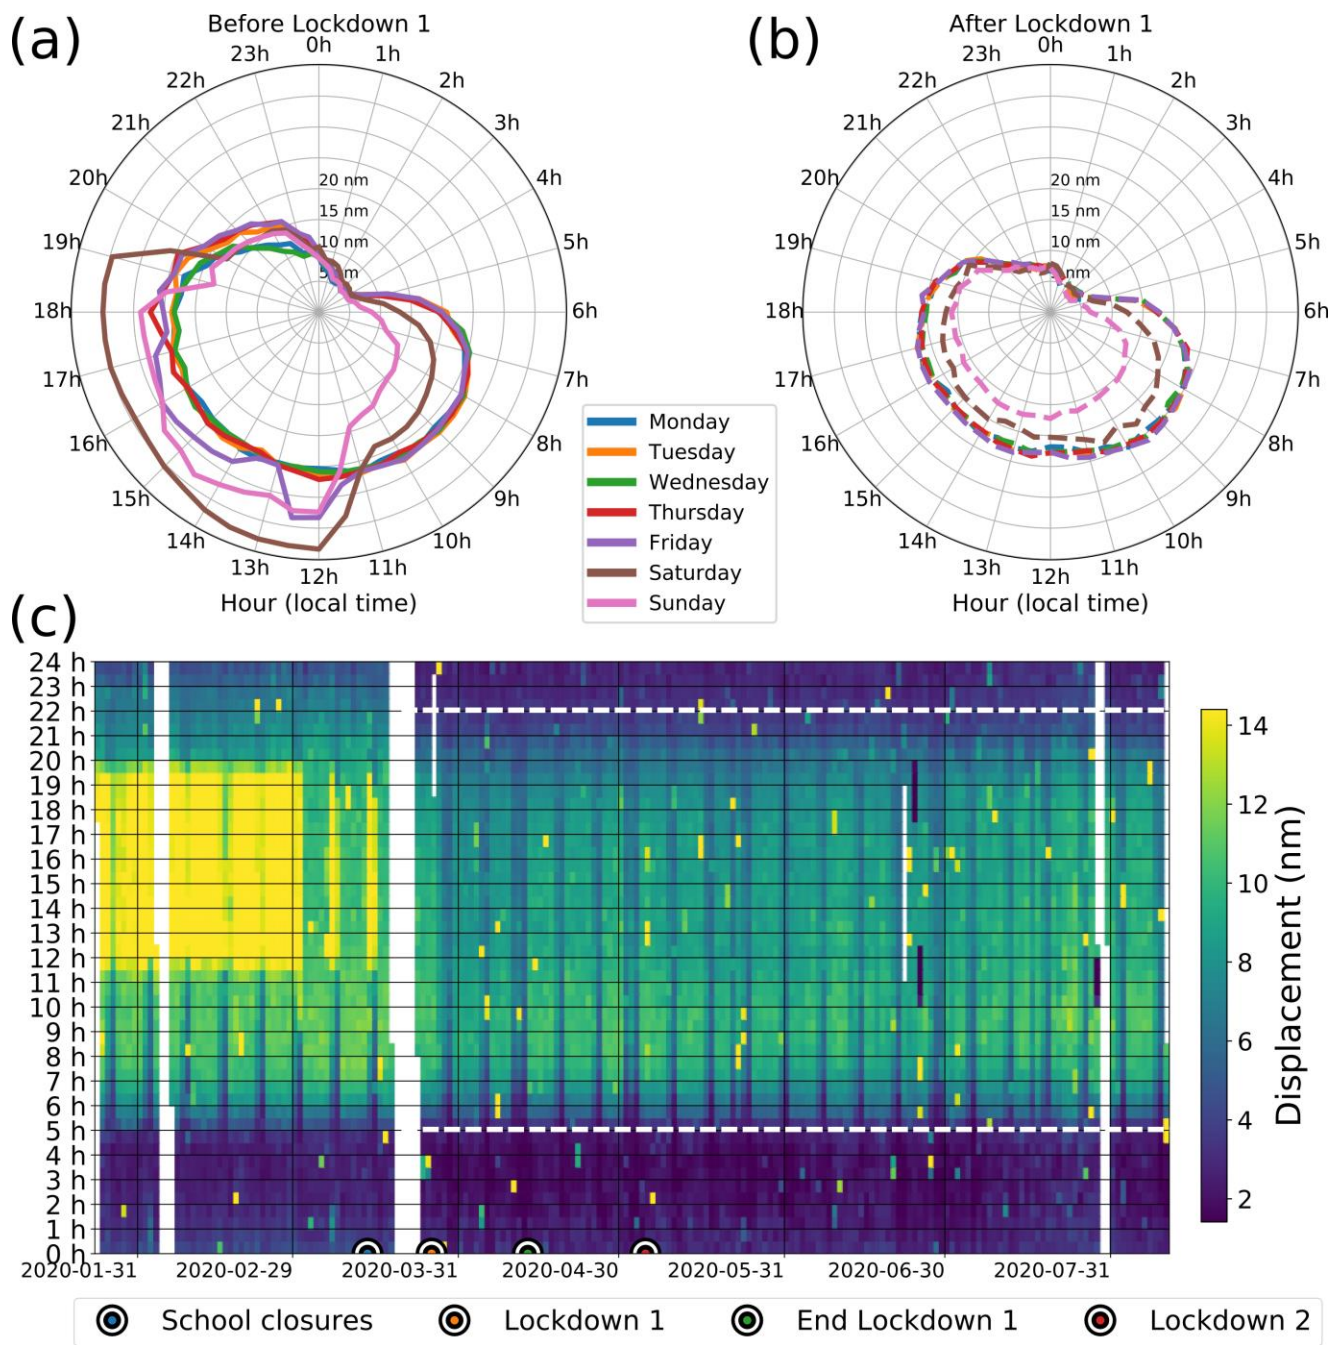 (a)
Before Lockdown 1
0h
1h
2h
3h
4h
5h
6h
7h
8h
9h
10h
11h
12h
13h
14h
15h
16h
17h
18h
19h
20h
21h
22h
23h
20 nm
15 nm
10 nm
5 nm
Hour (local time)
(b)
After Lockdown 1
0h
1h
2h
3h
4h
5h
6h
7h
8h
9h
10h
11h
12h
13h
14h
15h
16h
17h
18h
19h
20h
21h
22h
23h
20 nm
15 nm
10 nm
5 nm
Hour (local time)
Monday
Tuesday
Wednesday
Thursday
Friday
Saturday
Sunday
(c)
24 h
23 h
22 h
21 h
20 h
19 h
18 h
17 h
16 h
15 h
14 h
13 h
12 h
11 h
10 h
9 h
8 h
7 h
6 h
5 h
4 h
3 h
2 h
1 h
0 h
2020-01-31
2020-02-29
2020-03-31
2020-04-30
2020-05-31
2020-06-30
2020-07-31
14
12
10
8
6
4
2
Displacement (nm)
School closures
Lockdown 1
End Lockdown 1
Lockdown 2